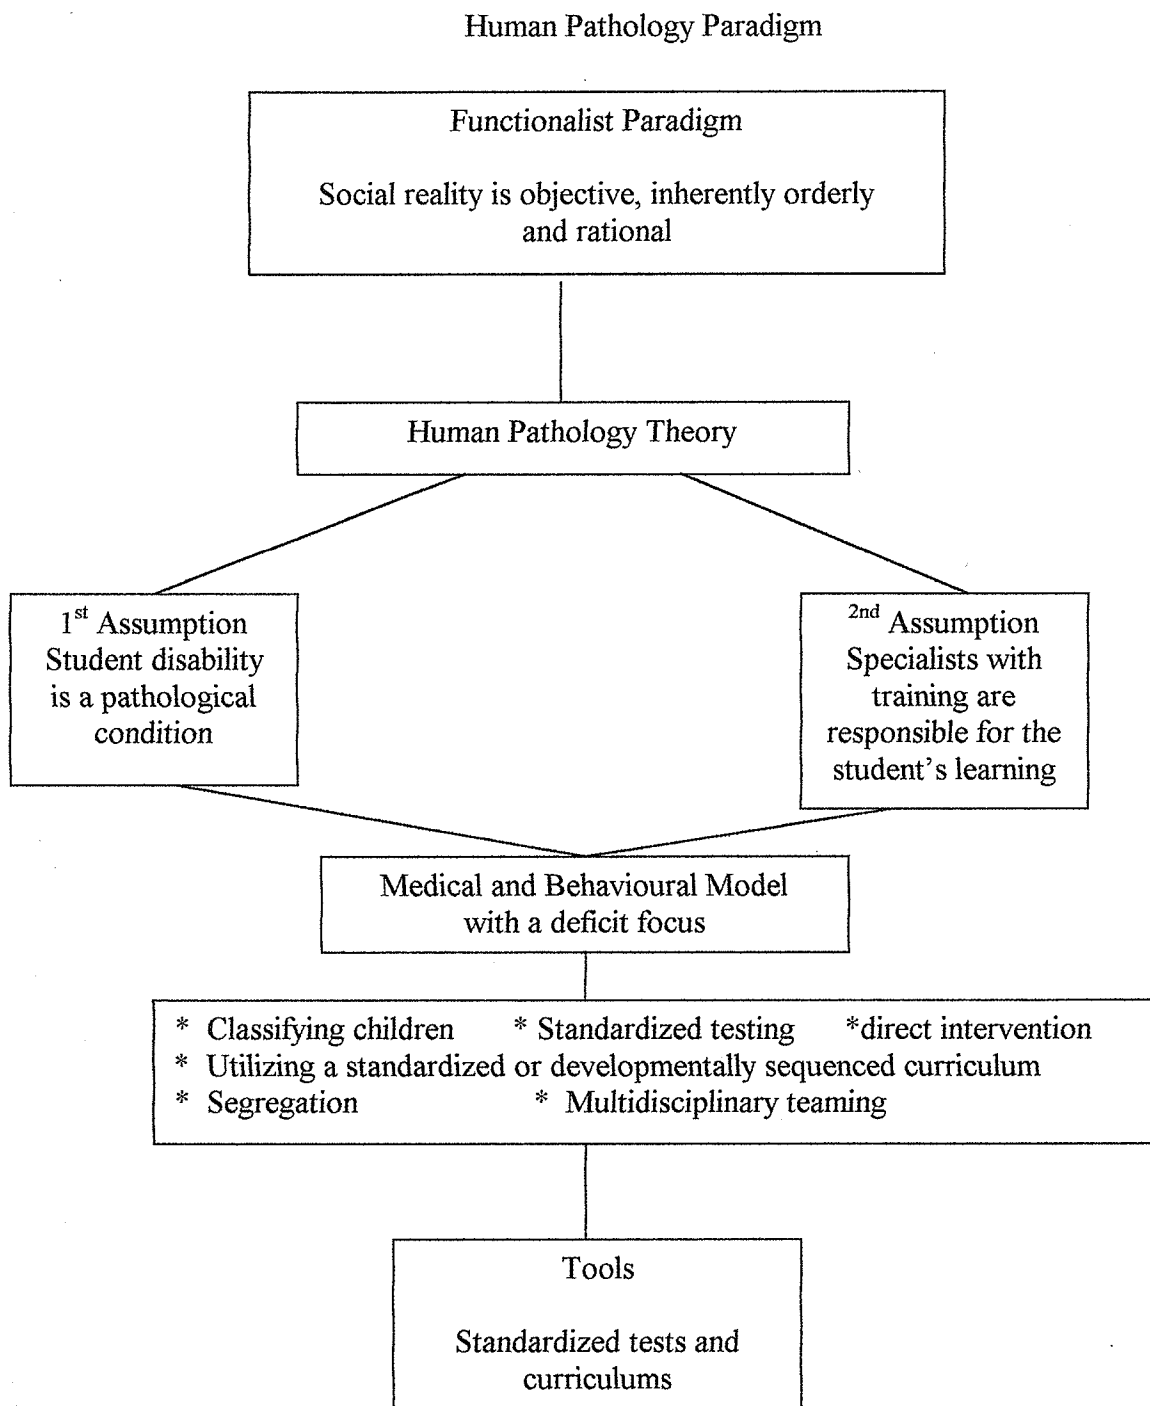 Human Pathology Paradigm
Functionalist Paradigm
Social reality is objective, inherently orderly
and rational
Human Pathology Theory
1st Assumption
Student disability
is a pathological
condition
2nd Assumption
Specialists with
training are
responsible for the
student's learning
Medical and Behavioural Model
with a deficit focus
* Classifying children * Standardized testing *direct intervention
* Utilizing a standardized or developmentally sequenced curriculum
* Segregation * Multidisciplinary teaming
Tools
Standardized tests and
curriculums